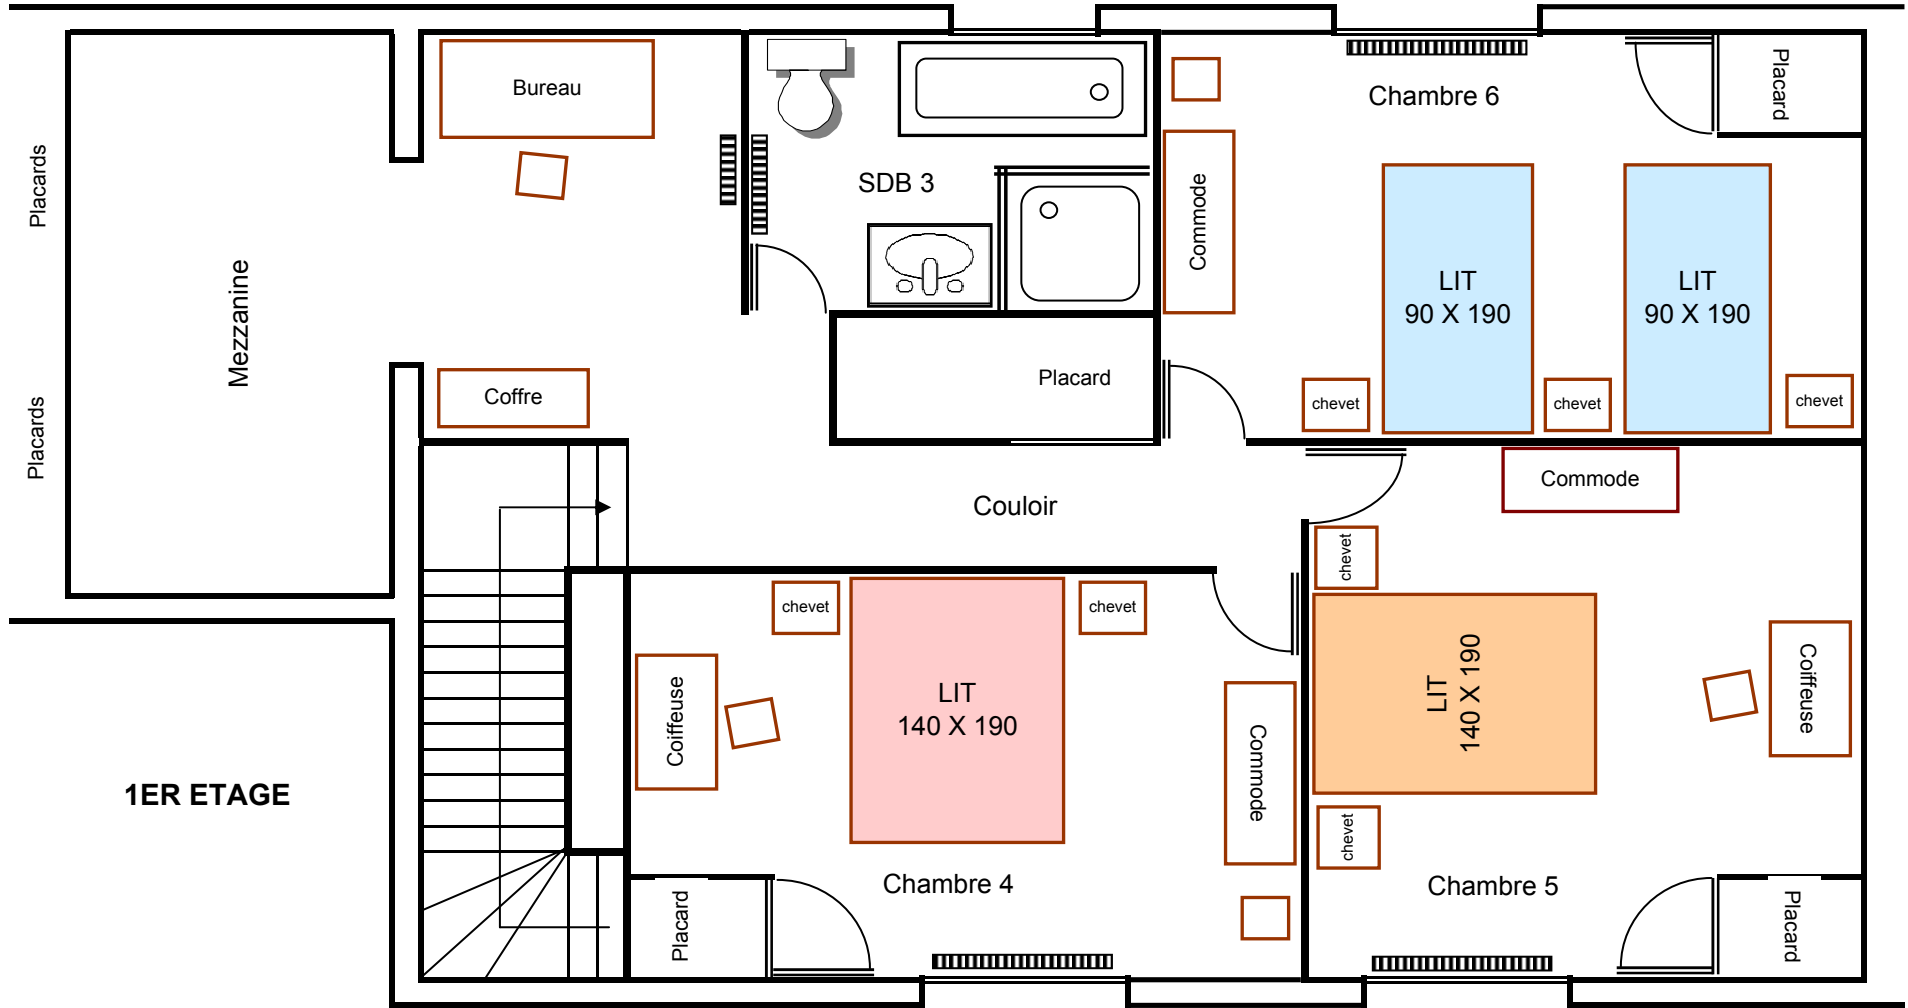 Bureau
Placards
Mezzanine
Placards
Coffre
SDB 3
Placard
Chambre 6
Placard
Commode
LIT
90 X 190
LIT
90 X 190
chevet
chevet
chevet
Couloir
Commode
chevet
LIT
140 X 190
chevet
Coiffeuse
Chambre 5
Placard
chevet
chevet
LIT
140 X 190
Coiffeuse
Commode
Chambre 4
Placard
1ER ETAGE